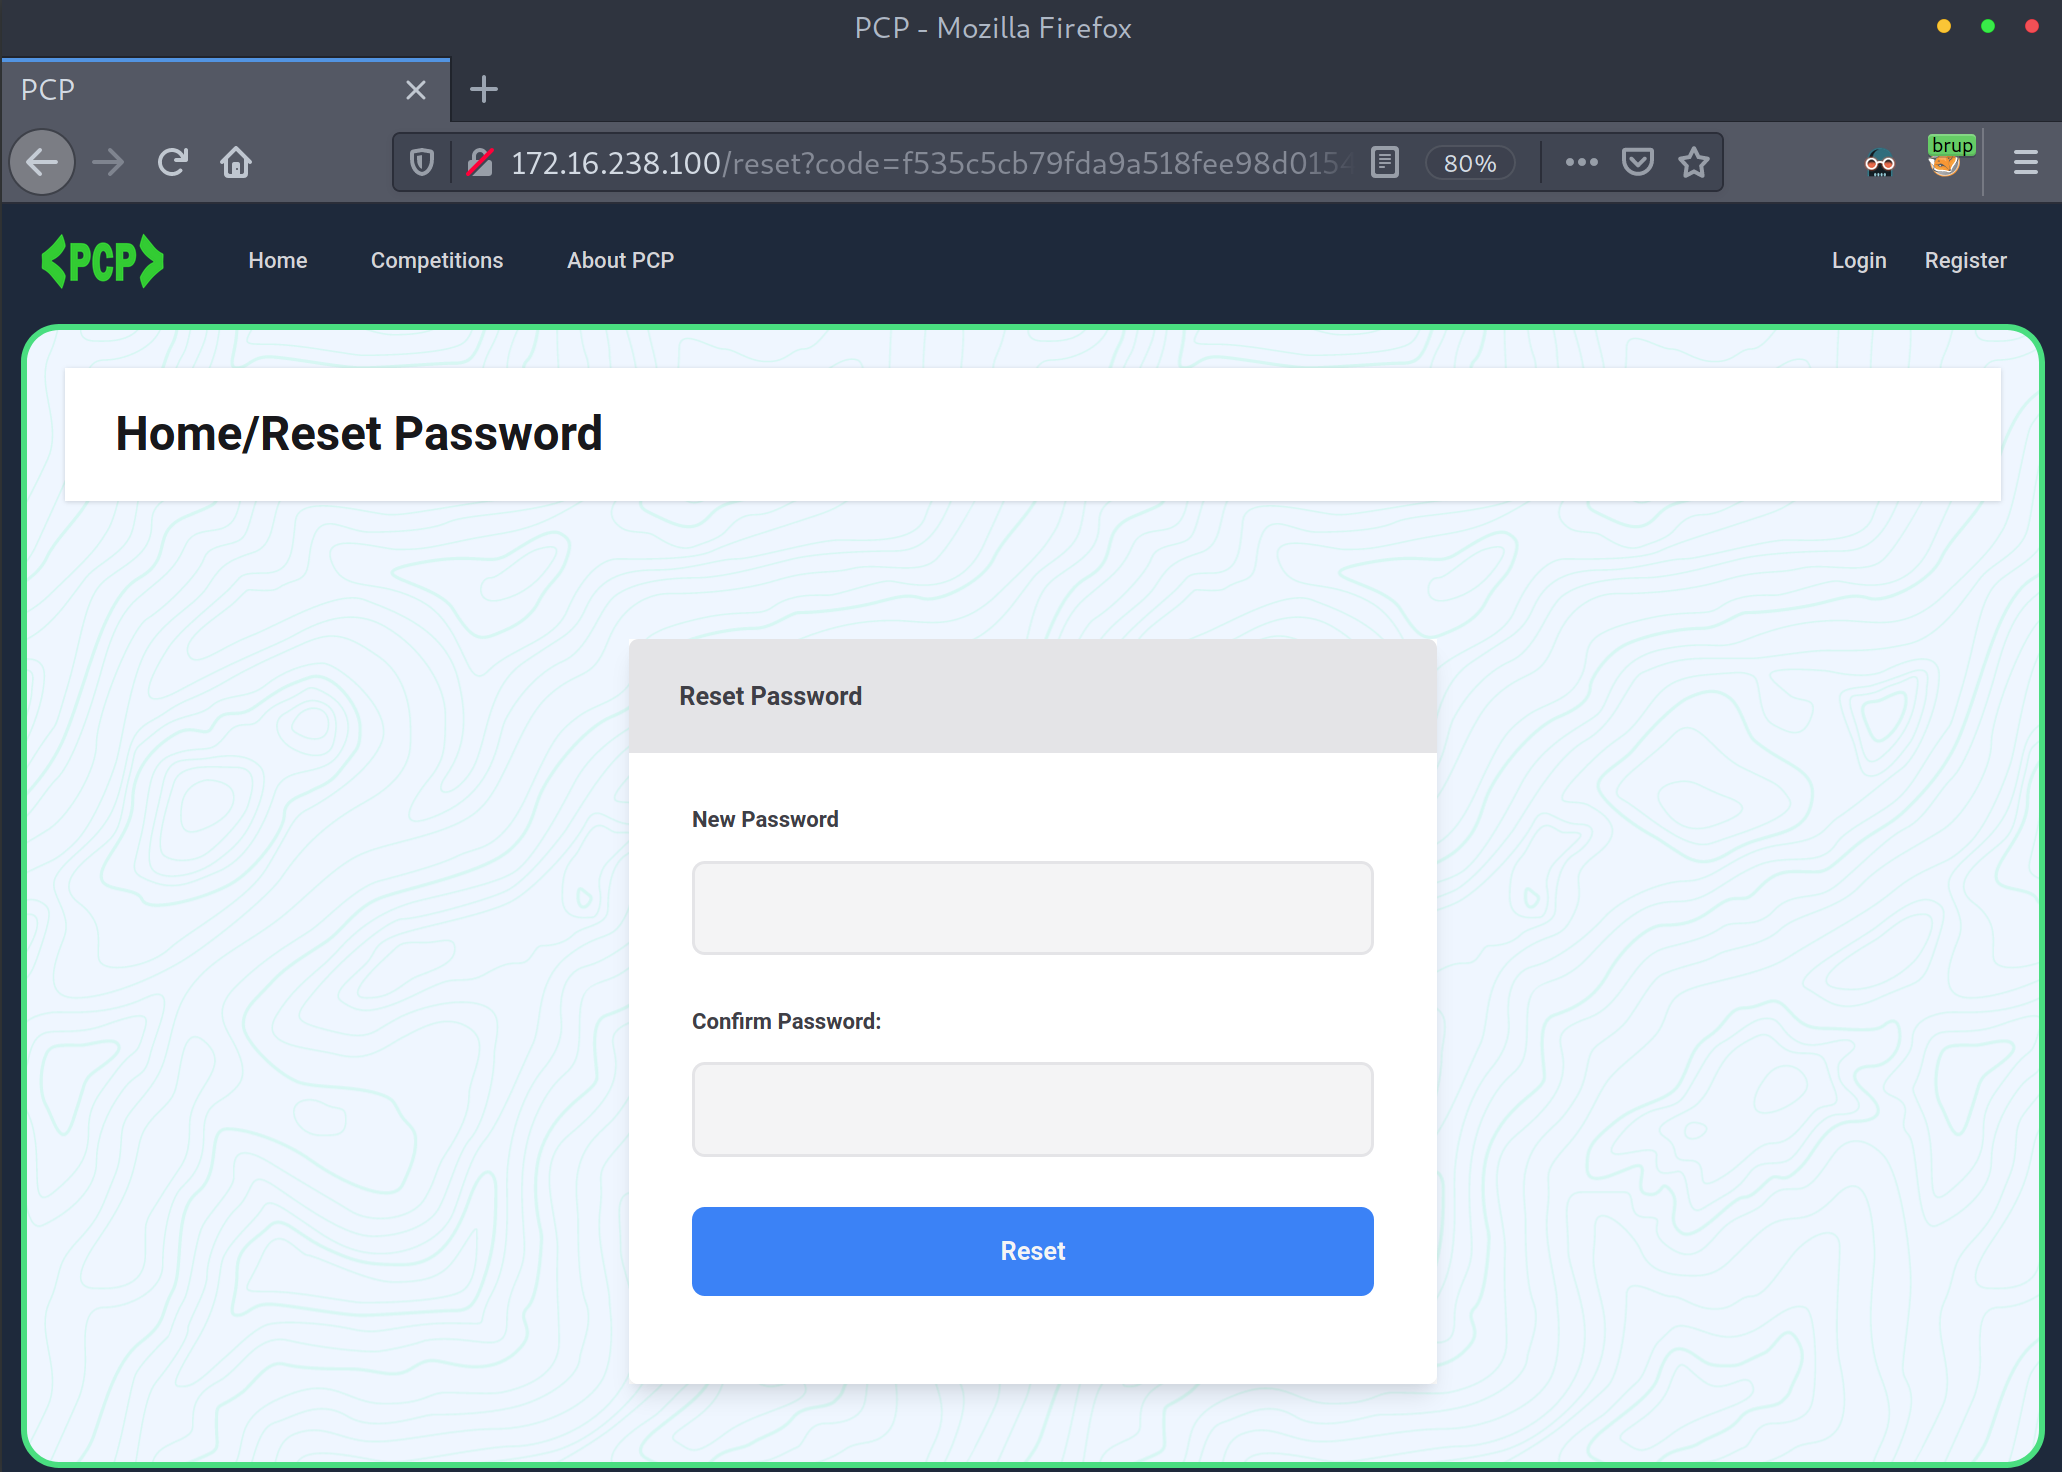 PCP - Mozilla Firefox
PCP
172.16.238.100/reset?code=f535c5cb79fda9a518fee98d0154
80%
brup
<PCP>
Home
Competitions
About PCP
Login
Register
Home/Reset Password
Reset Password
New Password
Confirm Password:
Reset